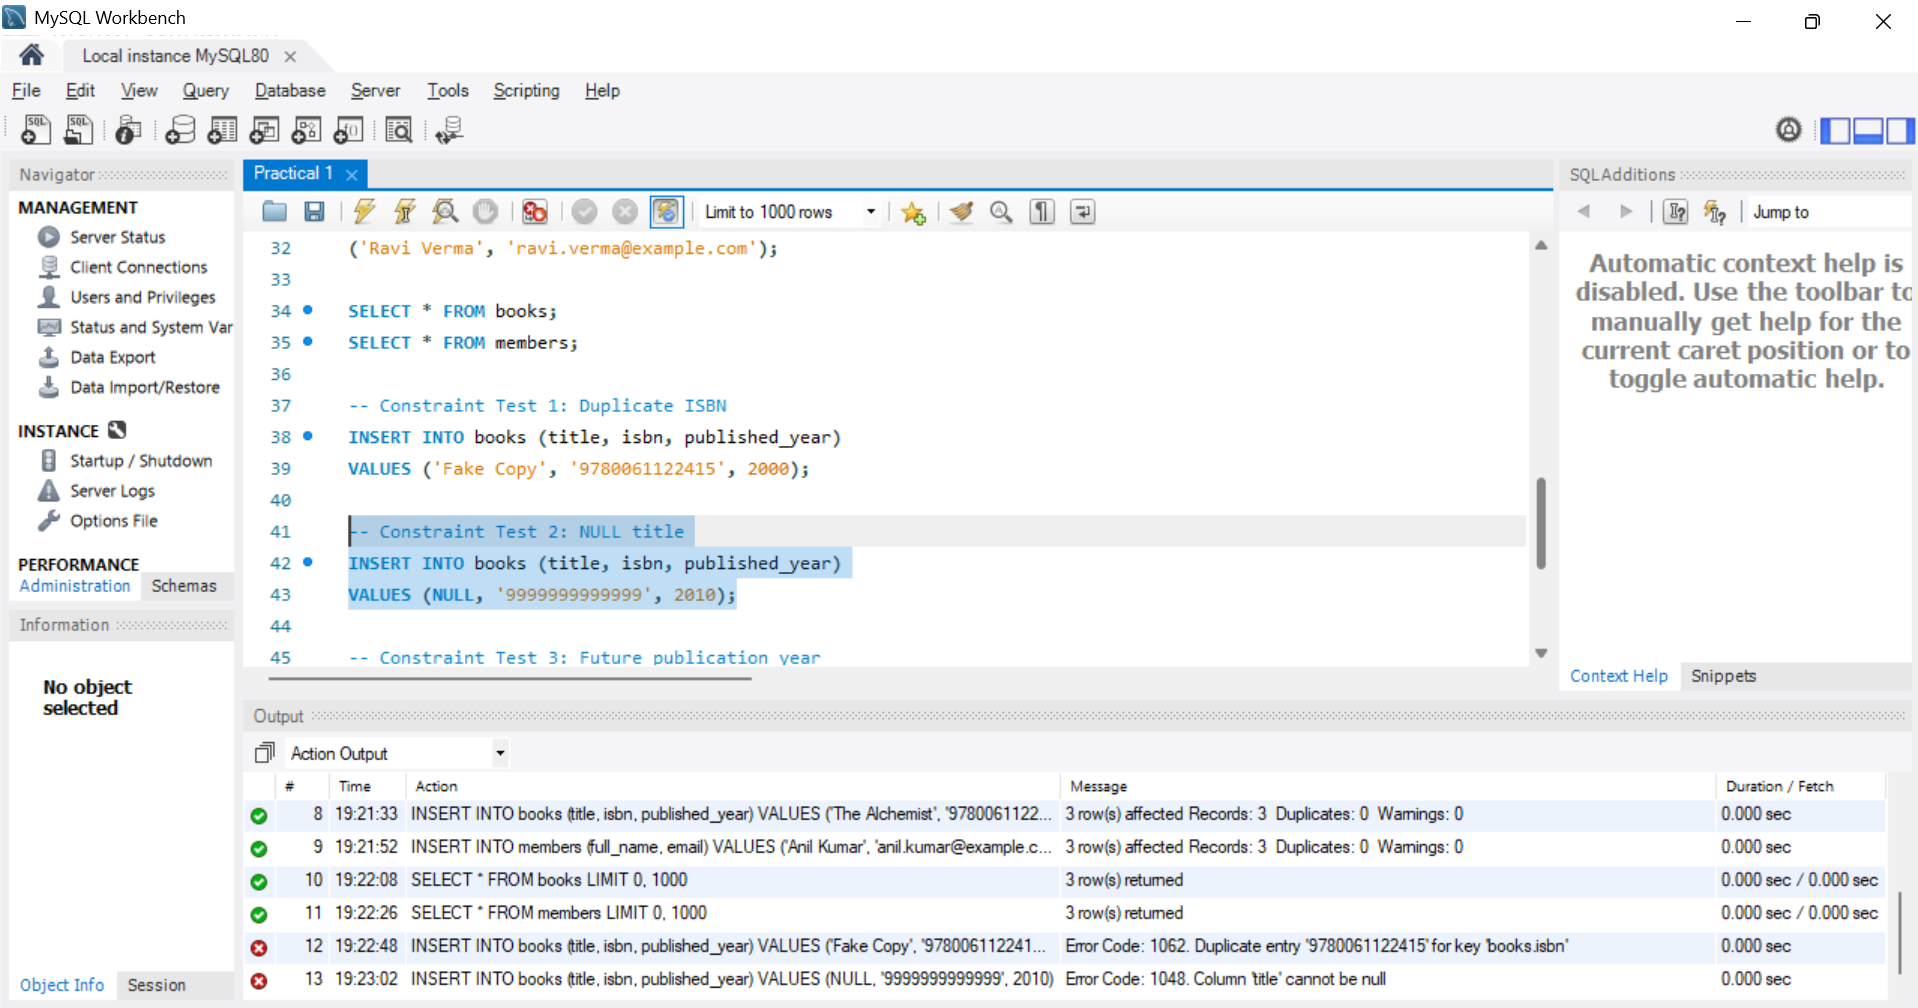 MySQL Workbench
Local instance MySQL80
File Edit View Query Database Server Tools Scripting Help
Navigator
MANAGEMENT
Server Status
Client Connections
Users and Privileges
Status and System Var
Data Export
Data Import/Restore
INSTANCE
Startup / Shutdown
Server Logs
Options File
PERFORMANCE
Administration Schemas
Information
No object
selected
Object Info Session
Practical 1
Limit to 1000 rows
32 ('Ravi Verma', 'ravi.verma@example.com');
33
34 SELECT * FROM books;
35 SELECT * FROM members;
36
37 -- Constraint Test 1: Duplicate ISBN
38 INSERT INTO books (title, isbn, published_year)
39 VALUES ('Fake Copy', '9780061122415', 2000);
40
41 -- Constraint Test 2: NULL title
42 INSERT INTO books (title, isbn, published_year)
43 VALUES (NULL, '9999999999999', 2010);
44
45 -- Constraint Test 3: Future publication year
SQLAdditions
Jump to
Automatic context help is
disabled. Use the toolbar to
manually get help for the
current caret position or to
toggle automatic help.
Context Help Snippets
Output
Action Output
# Time Action Message Duration / Fetch
8 19:21:33 INSERT INTO books (title, isbn, published_year) VALUES ('The Alchemist', '9780061122... 3 row(s) affected Records: 3 Duplicates: 0 Warnings: 0 0.000 sec
9 19:21:52 INSERT INTO members (full_name, email) VALUES ('Anil Kumar', 'anil.kumar@example.c... 3 row(s) affected Records: 3 Duplicates: 0 Warnings: 0 0.000 sec
10 19:22:08 SELECT * FROM books LIMIT 0, 1000 3 row(s) returned 0.000 sec / 0.000 sec
11 19:22:26 SELECT * FROM members LIMIT 0, 1000 3 row(s) returned 0.000 sec / 0.000 sec
12 19:22:48 INSERT INTO books (title, isbn, published_year) VALUES ('Fake Copy', '978006112241... Error Code: 1062. Duplicate entry '9780061122415' for key 'books.isbn' 0.000 sec
13 19:23:02 INSERT INTO books (title, isbn, published_year) VALUES (NULL, '9999999999999', 2010) Error Code: 1048. Column 'title' cannot be null 0.000 sec